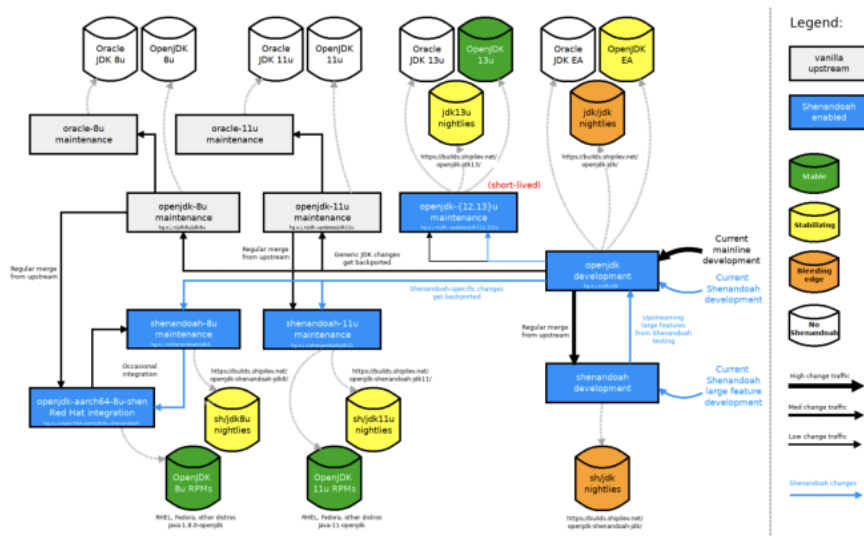 Oracle
JDK 8u
OpenJDK
8u
Oracle
JDK 11u
OpenJDK
11u
Oracle
JDK 13u
OpenJDK
13u
Oracle
JDK EA
OpenJDK
EA
jdk13u
nightlies
jdk/jdk
nightlies
https://builds.shipilev.net/
openjdk-jdk13/
https://builds.shipilev.net/
openjdk-jdk/
oracle-8u
maintenance
oracle-11u
maintenance
(short-lived)
openjdk-8u
maintenance
openjdk-11u
maintenance
openjdk-{12,13}u
maintenance
Regular merge
from upstream
Regular merge
from upstream
Generic JDK changes
get backported
openjdk
development
Current
mainline
development
Current
Shenandoah
development
Shenandoah-specific changes
get backported
shenandoah-8u
maintenance
shenandoah-11u
maintenance
Regular merge
from upstream
Upstreaming
large features
from Shenandoah
testing
Occasional
integration
https://builds.shipilev.net/
openjdk-shenandoah-jdk8/
https://builds.shipilev.net/
openjdk-shenandoah-jdk11/
shenandoah
development
Current
Shenandoah
large feature
development
openjdk-aarch64-8u-shen
Red Hat integration
sh/jdk8u
nightlies
sh/jdk11u
nightlies
OpenJDK
8u RPMs
OpenJDK
11u RPMs
sh/jdk
nightlies
RHEL, Fedora, other distros
java-1.8.0-openjdk
RHEL, Fedora, other distros
java-11-openjdk
https://builds.shipilev.net/
openjdk-shenandoah-jdk/
Legend:
vanilla
upstream
Shenandoah
enabled
Stable
Stabilizing
Bleeding
edge
No
Shenandoah
High change traffic
Med change traffic
Low change traffic
Shenandoah changes